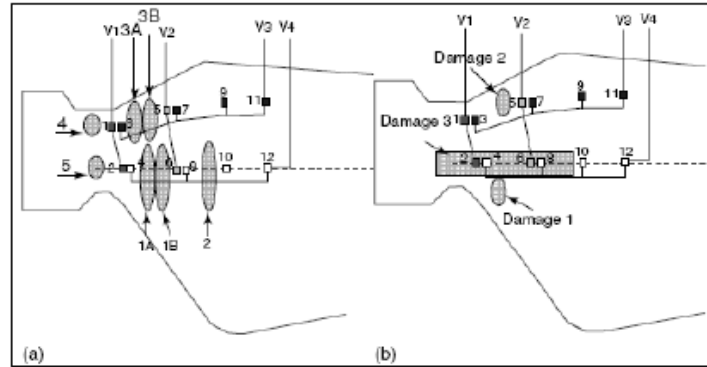 3B
V1 3A V2 V3 V4
4 1 3 5 7 9 11
5 2 4 6 8 10 12
1A 1B 2
(a)
V1 V2 V3 V4
Damage 2
9
5 7 11
1 3
Damage 3
2 4 6 8 10 12
Damage 1
(b)